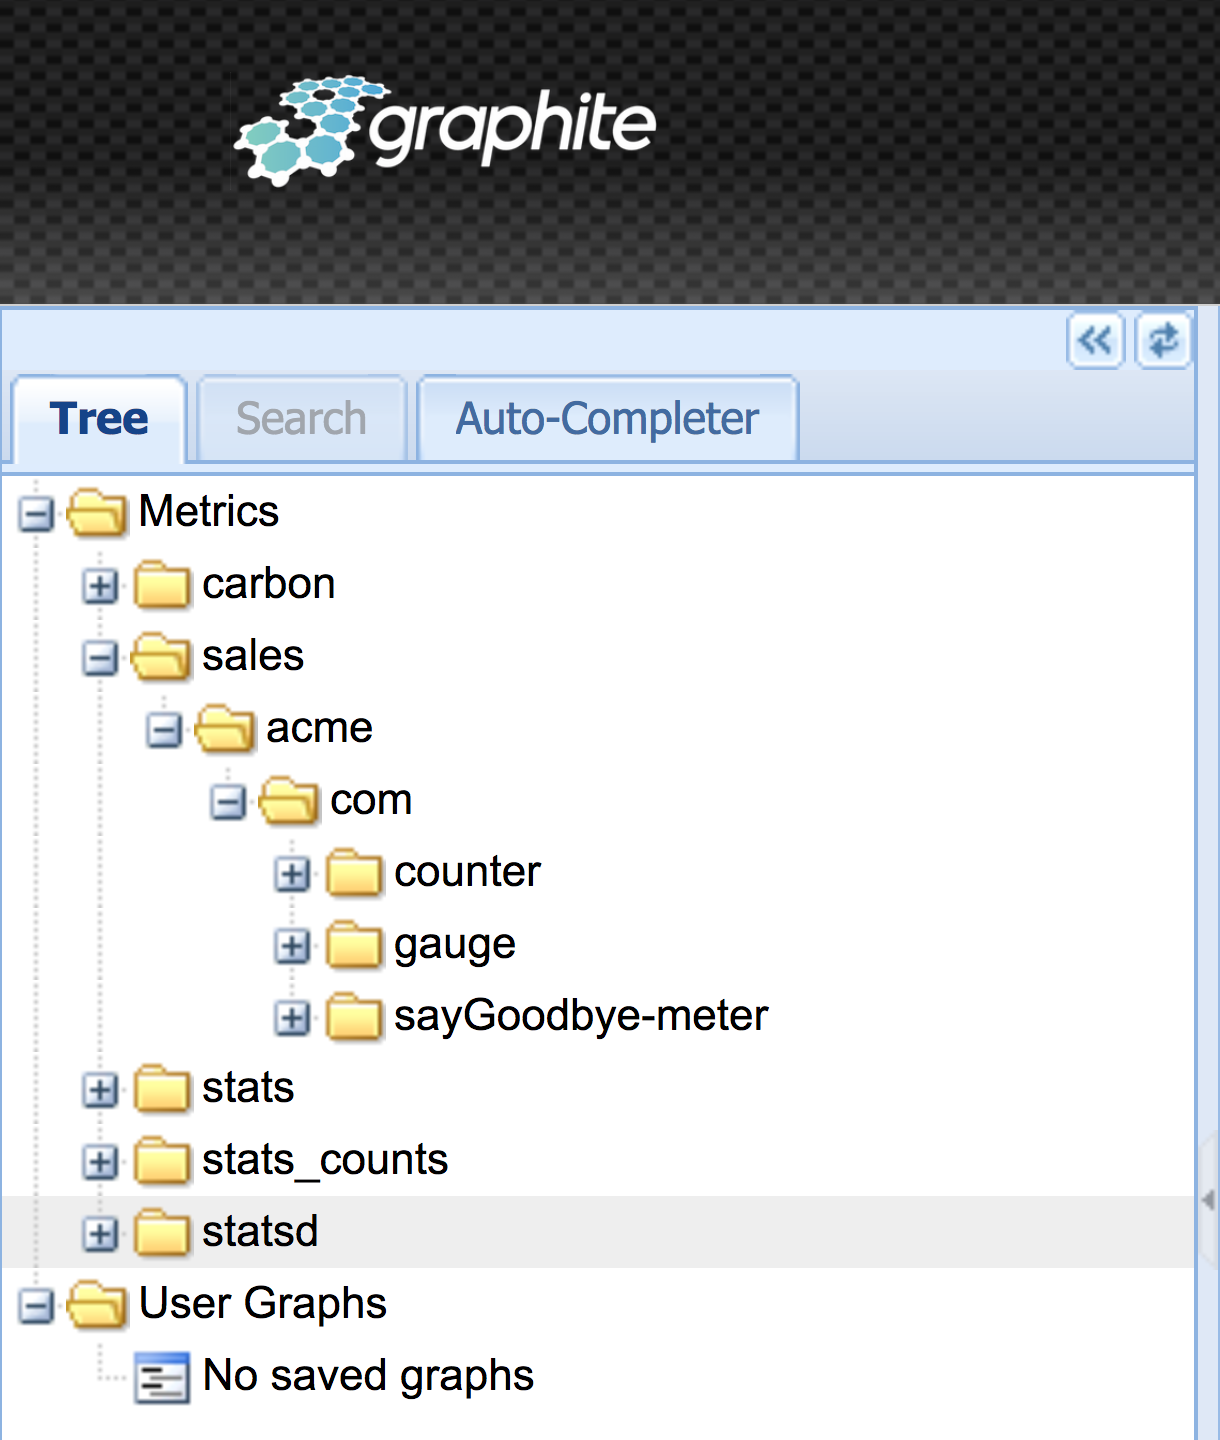 graphite
Tree Search Auto-Completer
Metrics
carbon
sales
acme
com
counter
gauge
sayGoodbye-meter
stats
stats_counts
statsd
User Graphs
No saved graphs